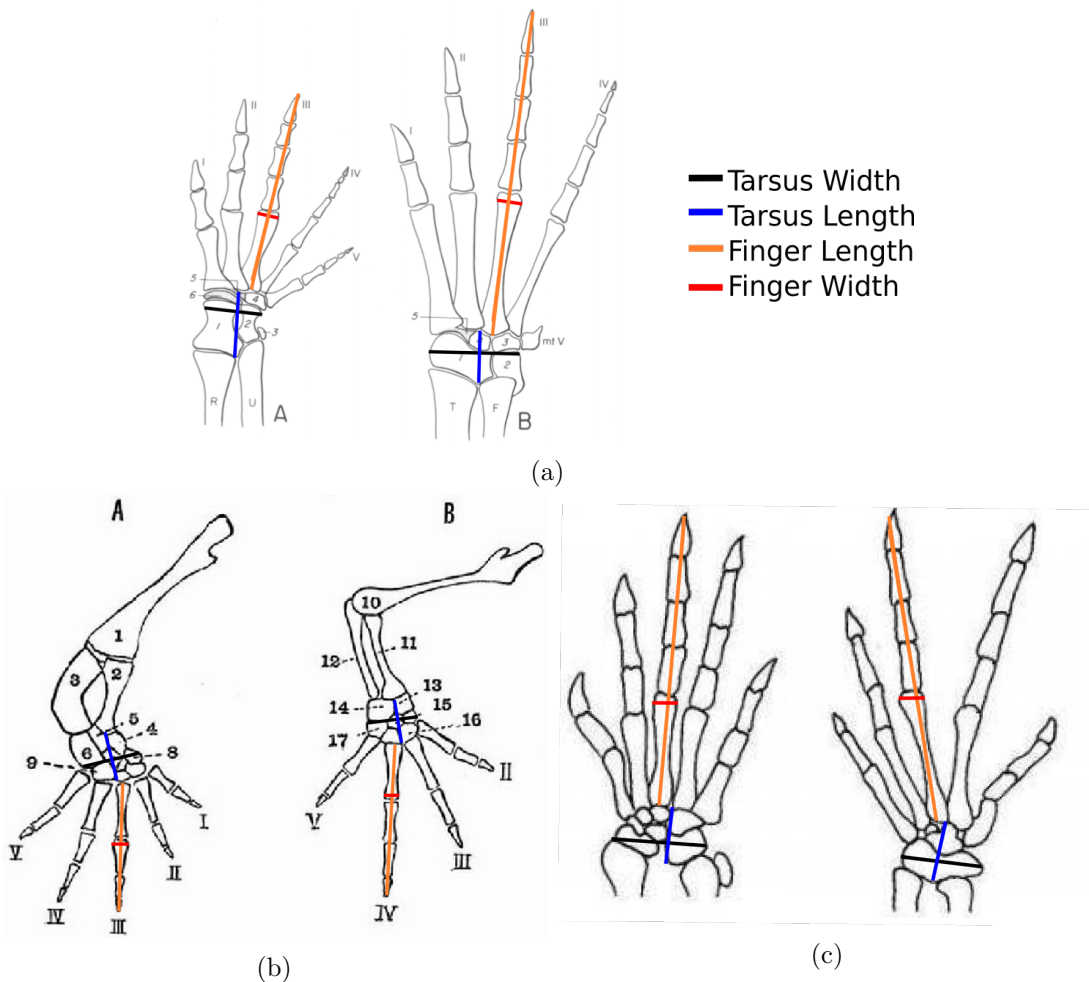 III
II
IV
I
III
II
I
IV
V
5
6
4
2
1
3
R
U
A
5
3
1
2
mt V
T
F
B
Tarsus Width
Tarsus Length
Finger Length
Finger Width
(a)
A
B
1
2
3
5
4
6
8
9
V
IV
III
II
I
10
11
12
13
14
15
16
17
II
V
III
IV
(b)
(c)